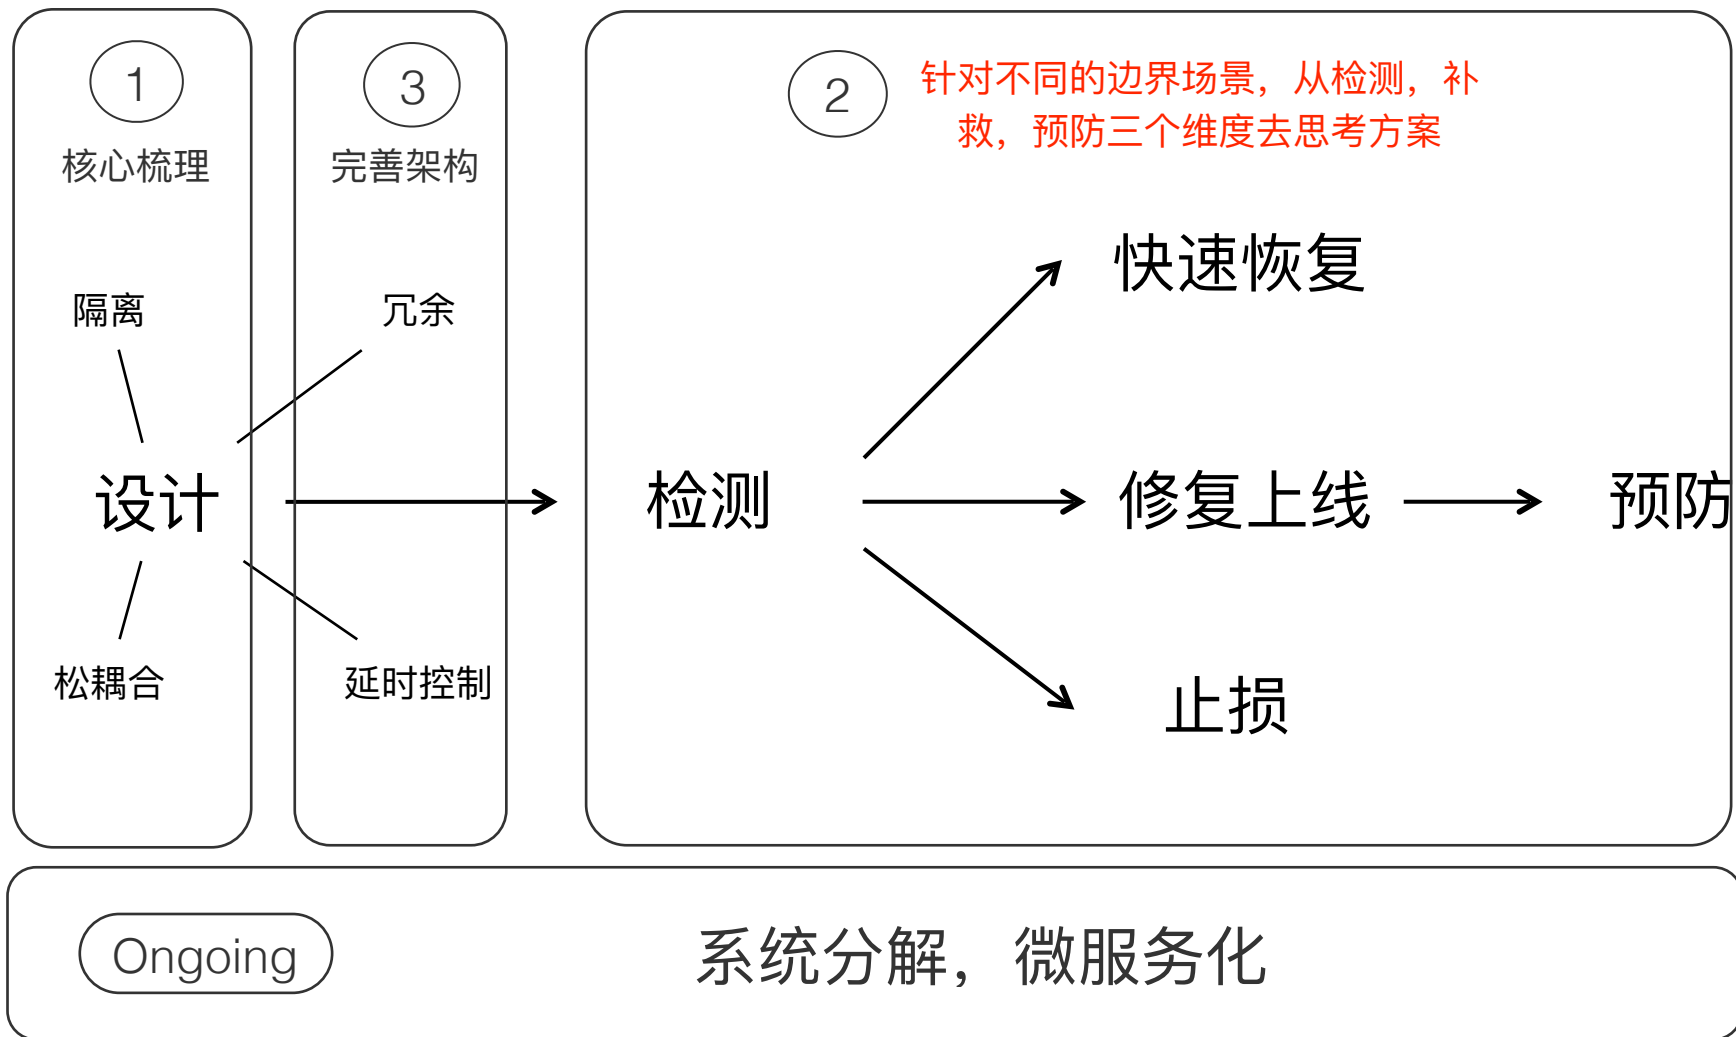 1
核心梳理
隔离
设计
松耦合
3
完善架构
冗余
延时控制
2
针对不同的边界场景，从检测，补
救，预防三个维度去思考方案
快速恢复
检测
修复上线
预防
止损
Ongoing
系统分解，微服务化